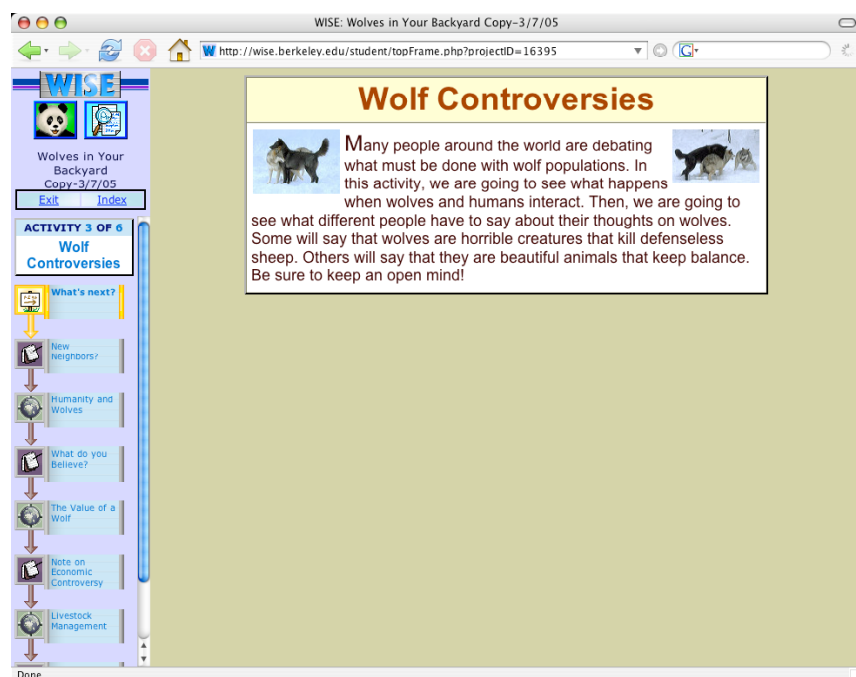 WISE: Wolves in Your Backyard Copy-3/7/05
W http://wise.berkeley.edu/student/topFrame.php?projectID=16395
G
WISE
Wolves in Your
Backyard
Copy-3/7/05
Exit Index
ACTIVITY 3 OF 6
Wolf
Controversies
What's next?
New
Neighbors?
Humanity and
Wolves
What do you
Believe?
The Value of a
Wolf
Note on
Economic
Controversy
Livestock
Management
Wolf Controversies
Many people around the world are debating
what must be done with wolf populations. In
this activity, we are going to see what happens
when wolves and humans interact. Then, we are going to
see what different people have to say about their thoughts on wolves.
Some will say that wolves are horrible creatures that kill defenseless
sheep. Others will say that they are beautiful animals that keep balance.
Be sure to keep an open mind!
Done